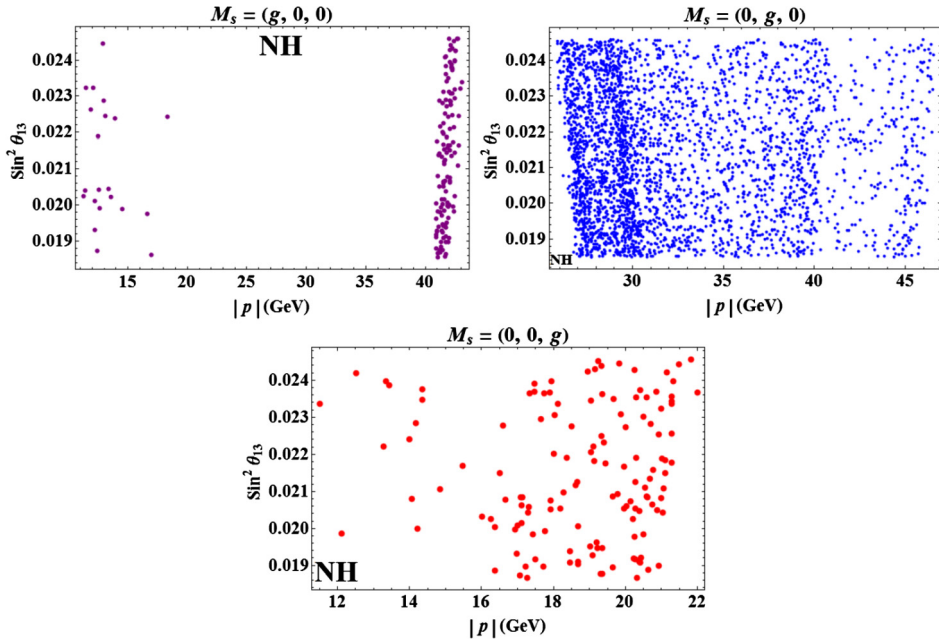 M_s = (g, 0, 0)
NH
Sin² θ₁₃
0.024
0.023
0.022
0.021
0.020
0.019
10 15 20 25 30 35 40
| p | (GeV)
M_s = (0, g, 0)
Sin² θ₁₃
0.024
0.023
0.022
0.021
0.020
0.019
NH
30 35 40 45
| p | (GeV)
M_s = (0, 0, g)
Sin² θ₁₃
0.024
0.023
0.022
0.021
0.020
0.019
NH
12 14 16 18 20 22
| p | (GeV)